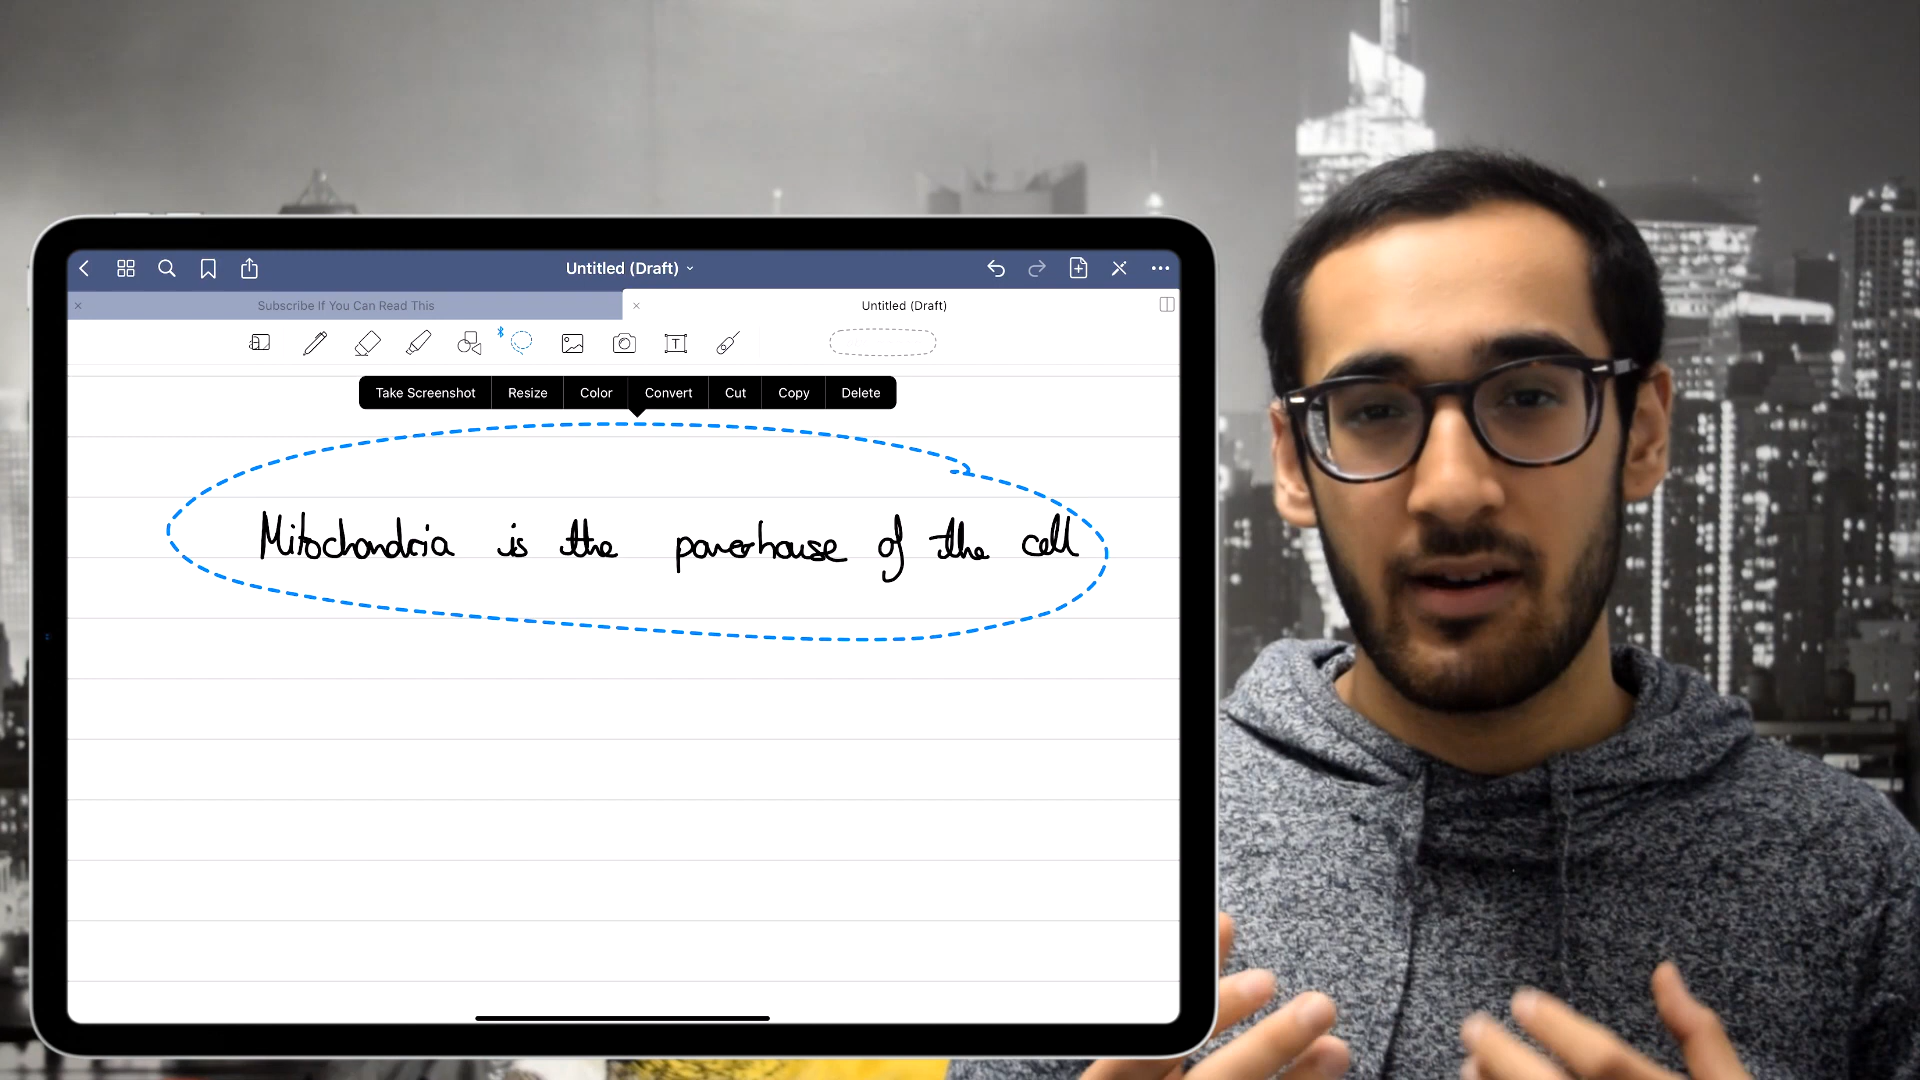 Untitled (Draft)
Subscribe If You Can Read This
Untitled (Draft)
T
Take Screenshot Resize Color Convert Cut Copy Delete
Mitochondria is the powerhouse of the cell